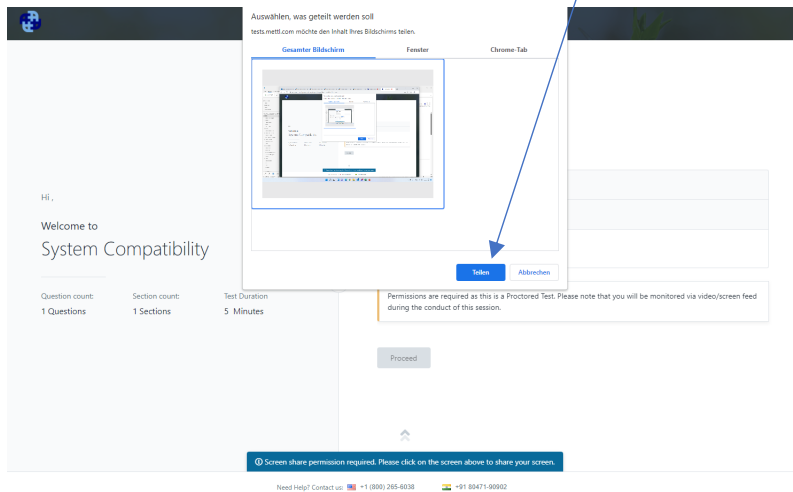 Auswählen, was geteilt werden soll
tests.mettl.com möchte den Inhalt Ihres Bildschirms teilen.
Gesamter Bildschirm Fenster Chrome-Tab
Teilen Abbrechen
Hi ,
Welcome to
System Compatibility
Question count: Section count: Test Duration
1 Questions 1 Sections 5 Minutes
Permissions are required as this is a Proctored Test. Please note that you will be monitored via video/screen feed
during the conduct of this session.
Proceed
Screen share permission required. Please click on the screen above to share your screen.
Need Help? Contact us: +1 (800) 265-6038 +91 80471-90902